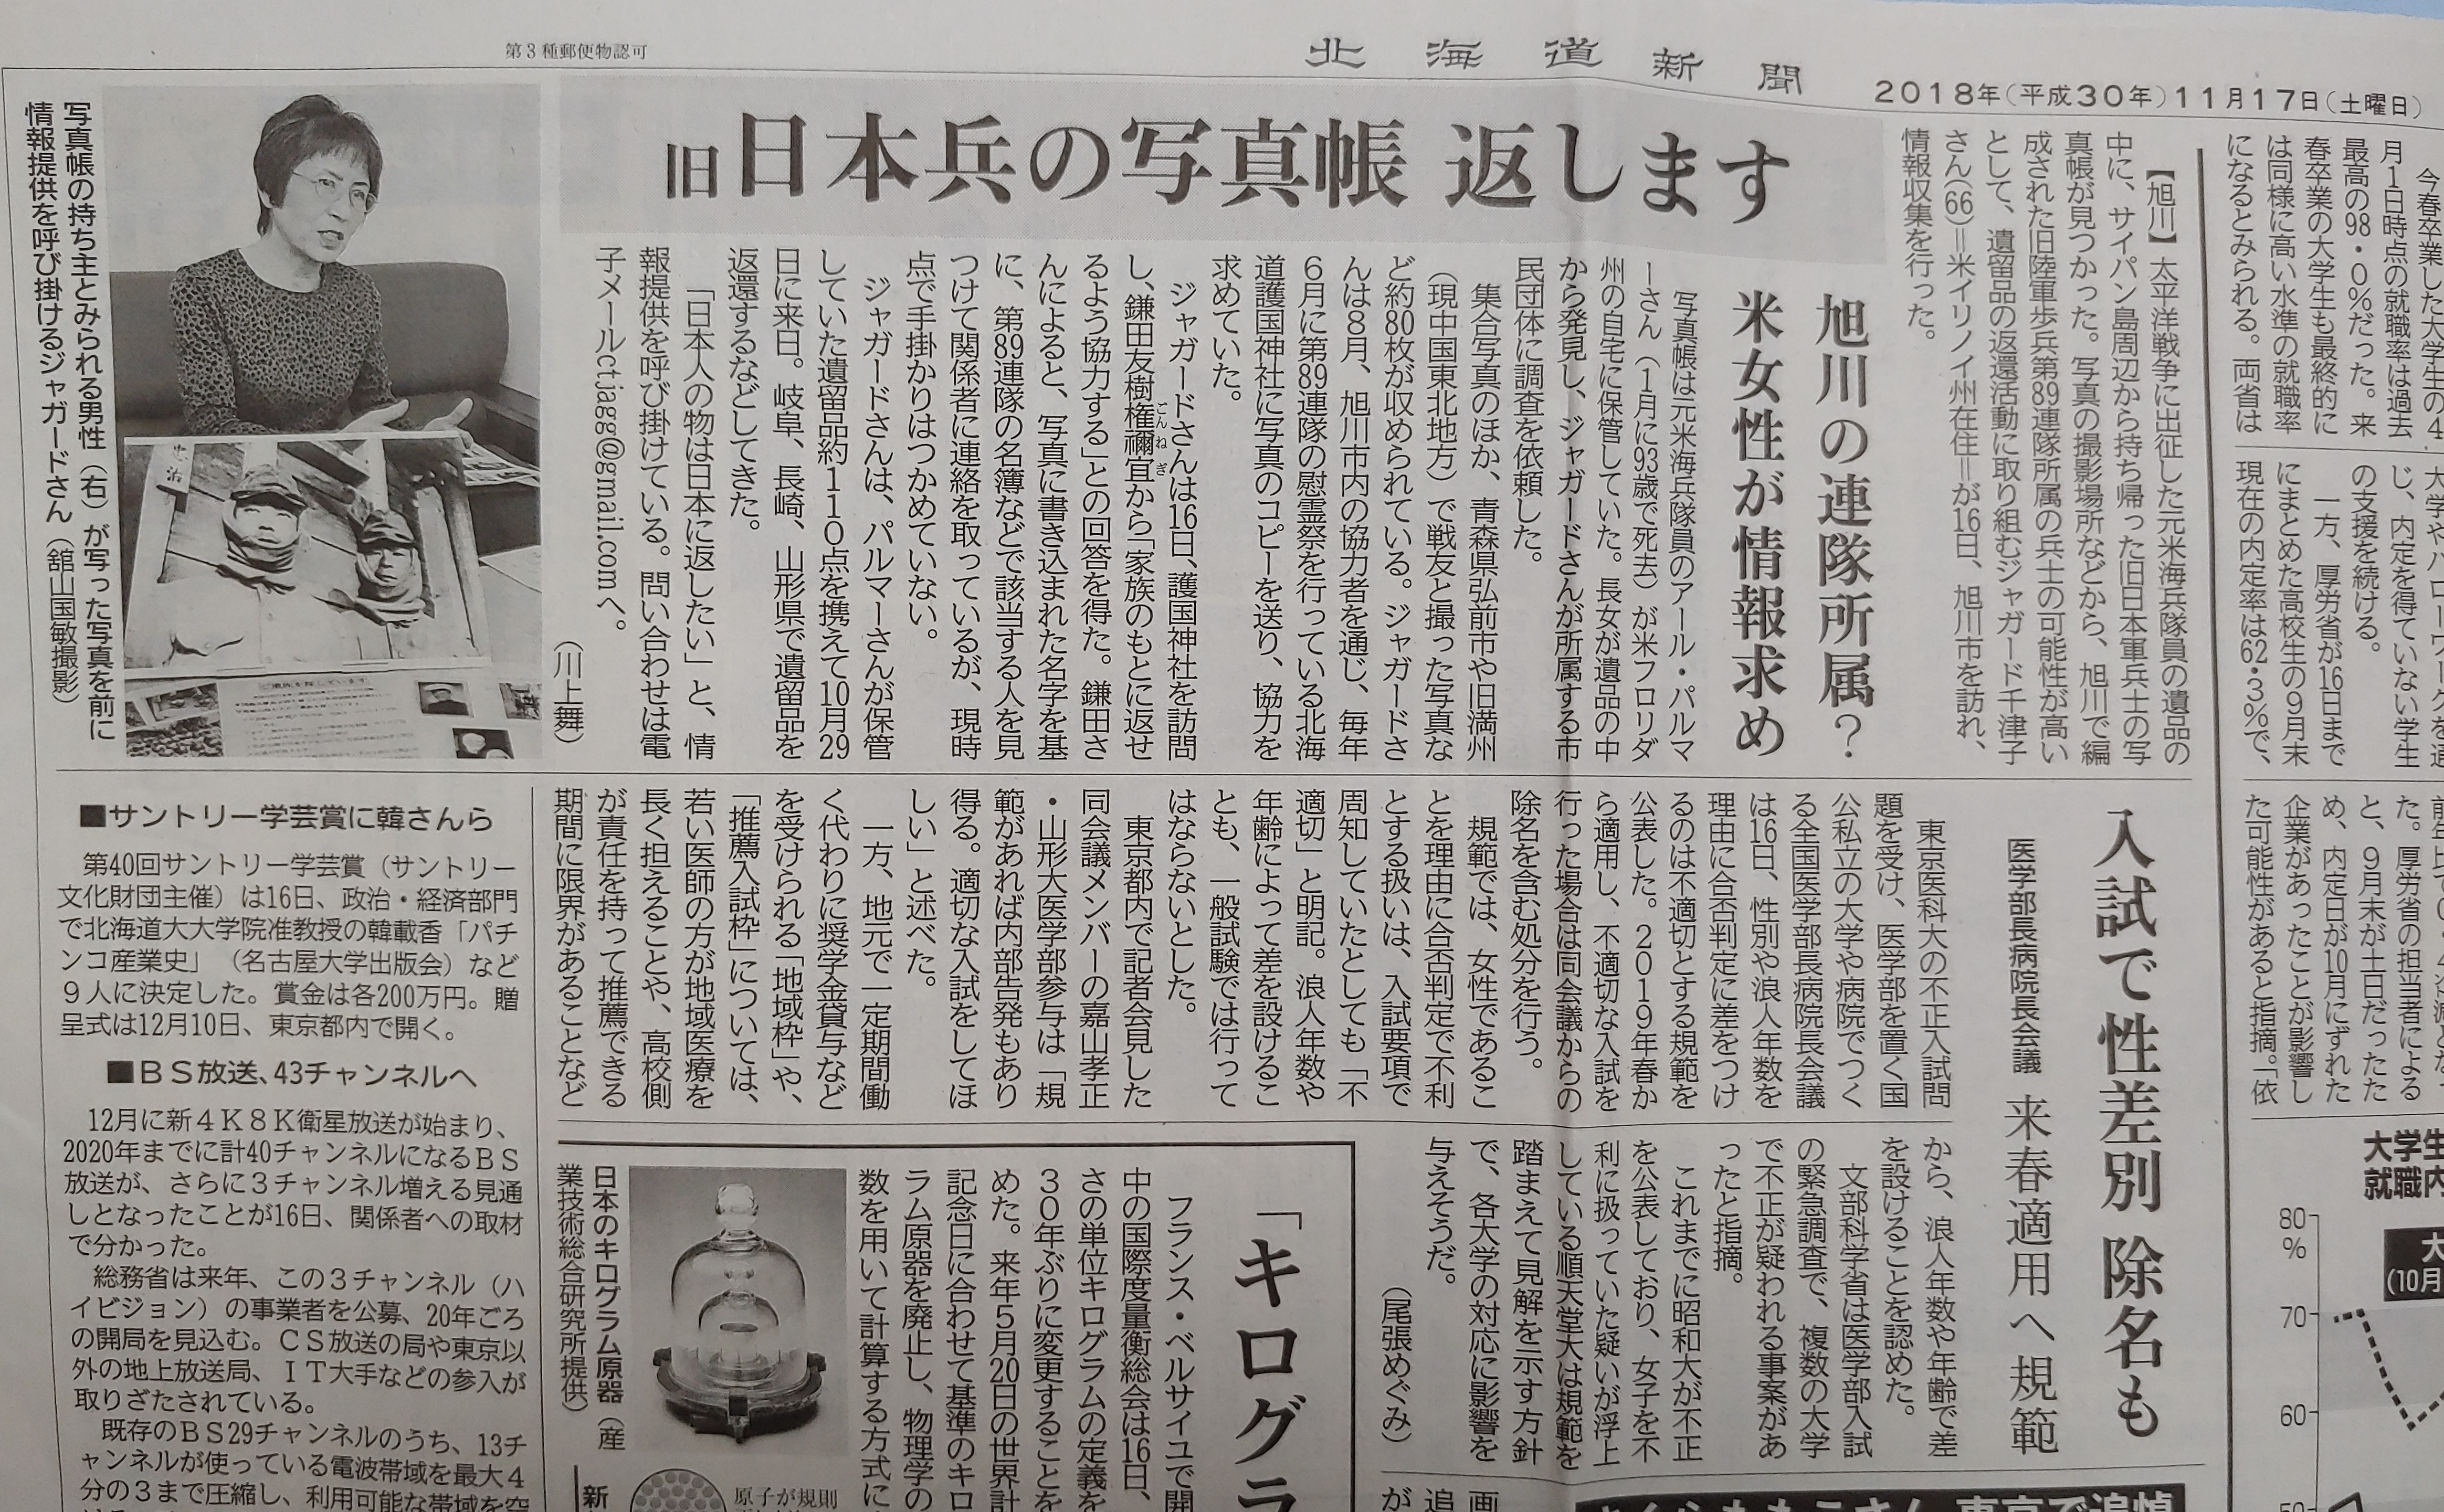 第3種郵便物認可
北海道新聞
2018年(平成30年)11月17日(土曜日)
今春卒業した大学生の4
月1日時点の就職率は過去
最高の98・0%だった。来
春卒業の大学生も最終的に
は同様に高い水準の就職率
になるとみられる。両省は
じ、内定を得ていない学生
の支援を続ける。
一方、厚労省が16日まで
にまとめた高校生の9月末
現在の内定率は62・3%で、
た。厚労省の担当者による
と、9月末が土日だったた
め、内定日が10月にずれた
企業があったことが影響し
た可能性があると指摘。「依
大学生
就職内
80
%
70
60
50
大
(10月
旧日本兵の写真帳 返します
旭川の連隊所属?
米女性が情報求め
【旭川】太平洋戦争に出征した元米海兵隊員の遺品の
中に、サイパン島周辺から持ち帰った旧日本軍兵士の写
真帳が見つかった。写真の撮影場所などから、旭川で編
成された旧陸軍歩兵第89連隊所属の兵士の可能性が高い
として、遺留品の返還活動に取り組むジャガード千津子
さん(66)=米イリノイ州在住=が16日、旭川市を訪れ、
情報収集を行った。
写真帳は元米海兵隊員のアール・パルマ
ーさん(1月に93歳で死去)が米フロリダ
州の自宅に保管していた。長女が遺品の中
から発見し、ジャガードさんが所属する市
民団体に調査を依頼した。
集合写真のほか、青森県弘前市や旧満州
(現中国東北地方)で戦友と撮った写真な
ど約80枚が収められている。ジャガードさ
んは8月、旭川市内の協力者を通じ、毎年
6月に第89連隊の慰霊祭を行っている北海
道護国神社に写真のコピーを送り、協力を
求めていた。
ジャガードさんは16日、護国神社を訪問
し、鎌田友樹権禰宜から「家族のもとに返せ
ごんねぎ
るよう協力する」との回答を得た。鎌田さ
んによると、写真に書き込まれた名字を基
に、第89連隊の名簿などで該当する人を見
つけて関係者に連絡を取っているが、現時
点で手掛かりはつかめていない。
ジャガードさんは、パルマーさんが保管
していた遺留品約110点を携えて10月29
日に来日。岐阜、長崎、山形県で遺留品を
返還するなどしてきた。
「日本人の物は日本に返したい」と、情
報提供を呼び掛けている。問い合わせは電
子メールctjagg@gmail.comへ。
(川上舞)
写真帳の持ち主とみられる男性(右)が写った写真を前に
情報提供を呼び掛けるジャガードさん(舘山国敏撮影)
入試で性差別 除名も
医学部長病院長会議 来春適用へ規範
東京医科大の不正入試問
題を受け、医学部を置く国
公私立の大学や病院でつく
る全国医学部長病院長会議
は16日、性別や浪人年数を
理由に合否判定に差をつけ
るのは不適切とする規範を
公表した。2019年春か
ら適用し、不適切な入試を
行った場合は同会議からの
除名を含む処分を行う。
規範では、女性であるこ
とを理由に合否判定で不利
とする扱いは、入試要項で
周知していたとしても「不
適切」と明記。浪人年数や
年齢によって差を設けるこ
とも、一般試験では行って
はならないとした。
東京都内で記者会見した
同会議メンバーの嘉山孝正
・山形大医学部参与は「規
範があれば内部告発もあり
得る。適切な入試をしてほ
しい」と述べた。
一方、地元で一定期間働
く代わりに奨学金貸与など
を受けられる「地域枠」や、
「推薦入試枠」については、
若い医師の方が地域医療を
長く担えることや、高校側
が責任を持って推薦できる
期間に限界があることなど
から、浪人年数や年齢で差
を設けることを認めた。
文部科学省は医学部入試
の緊急調査で、複数の大学
で不正が疑われる事案があ
ったと指摘。
これまでに昭和大が不正
を公表しており、女子を不
利に扱っていた疑いが浮上
している順天堂大は規範を
踏まえて見解を示す方針
で、各大学の対応に影響を
与えそうだ。
(尾張めぐみ)
「キログラ
フランス・ベルサイユで開
中の国際度量衡総会は16日、
さの単位キログラムの定義を
30年ぶりに変更することを
めた。来年5月20日の世界計
記念日に合わせて基準のキロ
ラム原器を廃止し、物理学の
数を用いて計算する方式に
日本のキログラム原器(産
業技術総合研究所提供)
原子が規則
新
■サントリー学芸賞に韓さんら
第40回サントリー学芸賞(サントリー
文化財団主催)は16日、政治・経済部門
で北海道大大学院准教授の韓載香「パチ
ンコ産業史」(名古屋大学出版会)など
9人に決定した。賞金は各200万円。贈
呈式は12月10日、東京都内で開く。
■BS放送、43チャンネルへ
12月に新4K8K衛星放送が始まり、
2020年までに計40チャンネルになるBS
放送が、さらに3チャンネル増える見通
しとなったことが16日、関係者への取材
で分かった。
総務省は来年、この3チャンネル(ハ
イビジョン)の事業者を公募、20年ごろ
の開局を見込む。CS放送の局や東京以
外の地上放送局、IT大手などの参入が
取りざたされている。
既存のBS29チャンネルのうち、13チ
ャンネルが使っている電波帯域を最大4
分の3まで圧縮し、利用可能な帯域を空